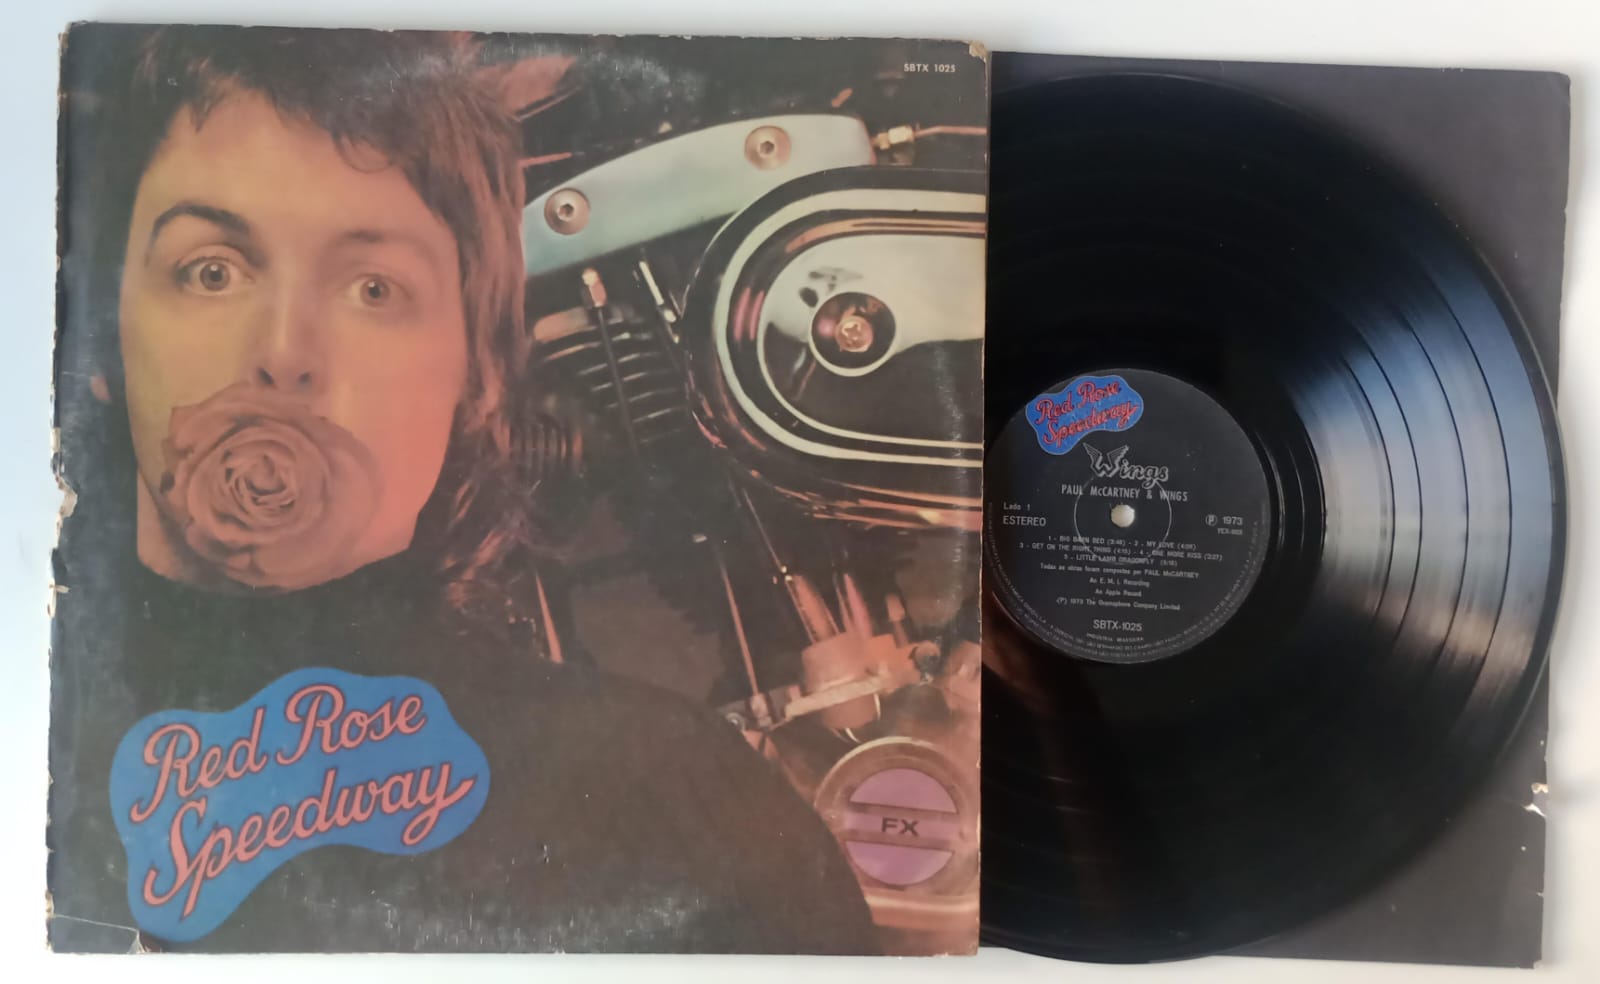 SBTX 1025
Red Rose
Speedway
FX
Red Rose
Speedway
Wings
PAUL McCARTNEY & WINGS
Lado 1
ESTEREO
Ⓟ 1973
1 - BIG BARN BED (3:48) - 2 - MY LOVE (4:08)
3 - GET ON THE RIGHT THING (4:15) - 4 - ONE MORE KISS (2:27)
5 - LITTLE LAMB DRAGONFLY (6:16)
Todas as obras foram compostas por PAUL McCARTNEY
An E. M. I. Recording
An Apple Record
(P) 1973 The Gramophone Company Limited
SBTX-1025
INDÚSTRIA BRASILEIRA